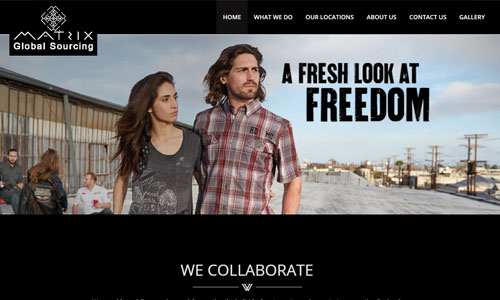 HOME WHAT WE DO OUR LOCATIONS ABOUT US CONTACT US GALLERY
MATRIX
Global Sourcing
A FRESH LOOK AT
FREEDOM
WE COLLABORATE